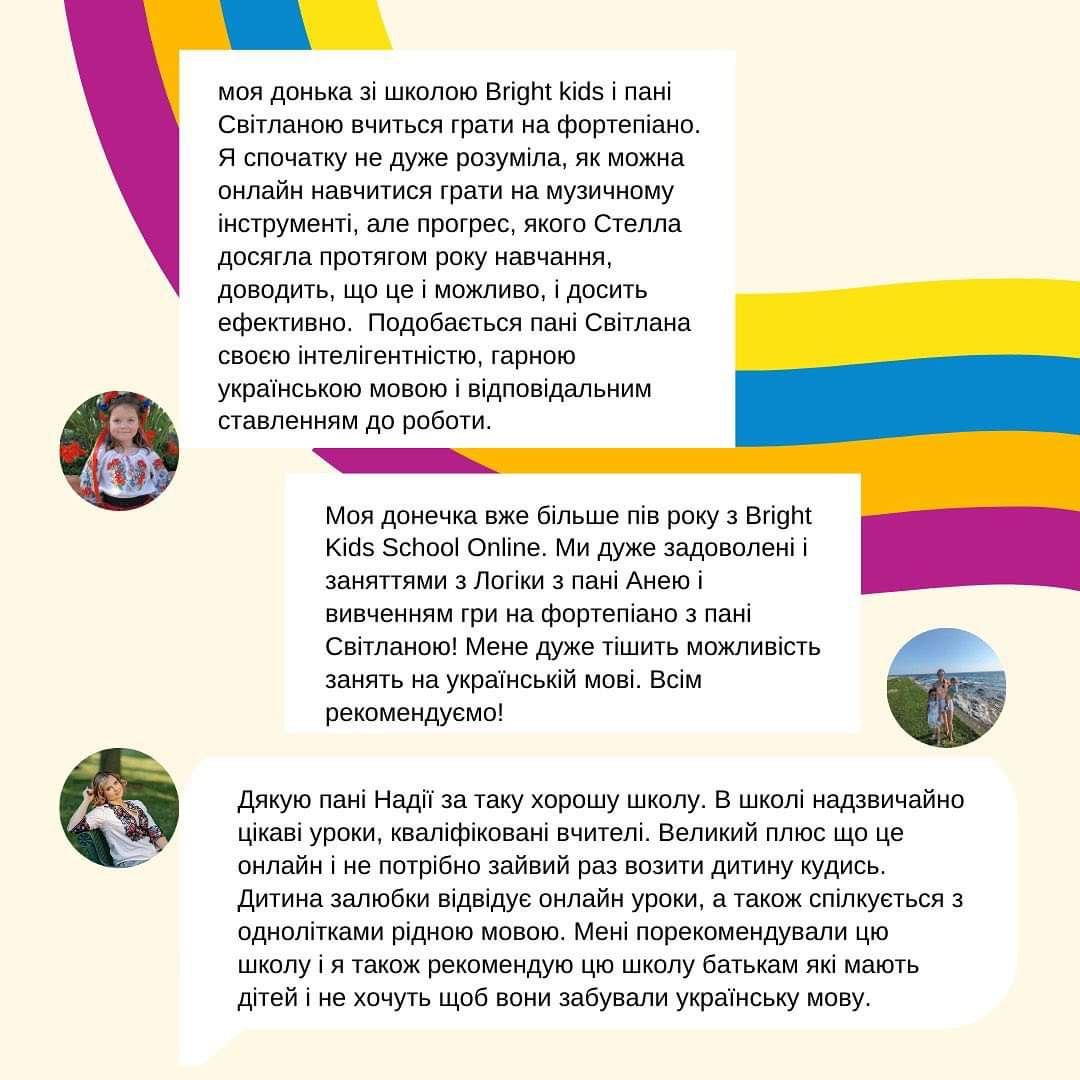 моя донька зі школою Bright kids і пані
Світланою вчиться грати на фортепіано.
Я спочатку не дуже розуміла, як можна
онлайн навчитися грати на музичному
інструменті, але прогрес, якого Стелла
досягла протягом року навчання,
доводить, що це і можливо, і досить
ефективно.  Подобається пані Світлана
своєю інтелігентністю, гарною
українською мовою і відповідальним
ставленням до роботи.
Моя донечка вже більше пів року з Bright
Kids School Online. Ми дуже задоволені і
заняттями з Логіки з пані Анею і
вивченням гри на фортепіано з пані
Світланою! Мене дуже тішить можливість
занять на українській мові. Всім
рекомендуємо!
Дякую пані Надії за таку хорошу школу. В школі надзвичайно
цікаві уроки, кваліфіковані вчителі. Великий плюс що це
онлайн і не потрібно зайвий раз возити дитину кудись.
Дитина залюбки відвідує онлайн уроки, а також спілкується з
однолітками рідною мовою. Мені порекомендували цю
школу і я також рекомендую цю школу батькам які мають
дітей і не хочуть щоб вони забували українську мову.